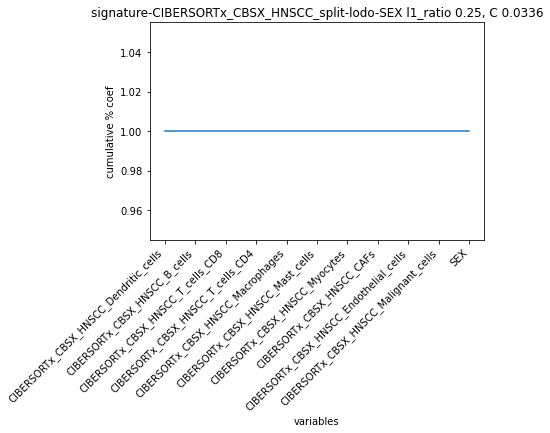 signature-CIBERSORTx_CBSX_HNSCC_split-lodo-SEX l1_ratio 0.25, C 0.0336
1.04
1.02
1.00
0.98
0.96
cumulative % coef
CIBERSORTx_CBSX_HNSCC_Dendritic_cells
CIBERSORTx_CBSX_HNSCC_B_cells
CIBERSORTx_CBSX_HNSCC_T_cells_CD8
CIBERSORTx_CBSX_HNSCC_T_cells_CD4
CIBERSORTx_CBSX_HNSCC_Macrophages
CIBERSORTx_CBSX_HNSCC_Mast_cells
CIBERSORTx_CBSX_HNSCC_Myocytes
CIBERSORTx_CBSX_HNSCC_CAFs
CIBERSORTx_CBSX_HNSCC_Endothelial_cells
CIBERSORTx_CBSX_HNSCC_Malignant_cells
SEX
variables